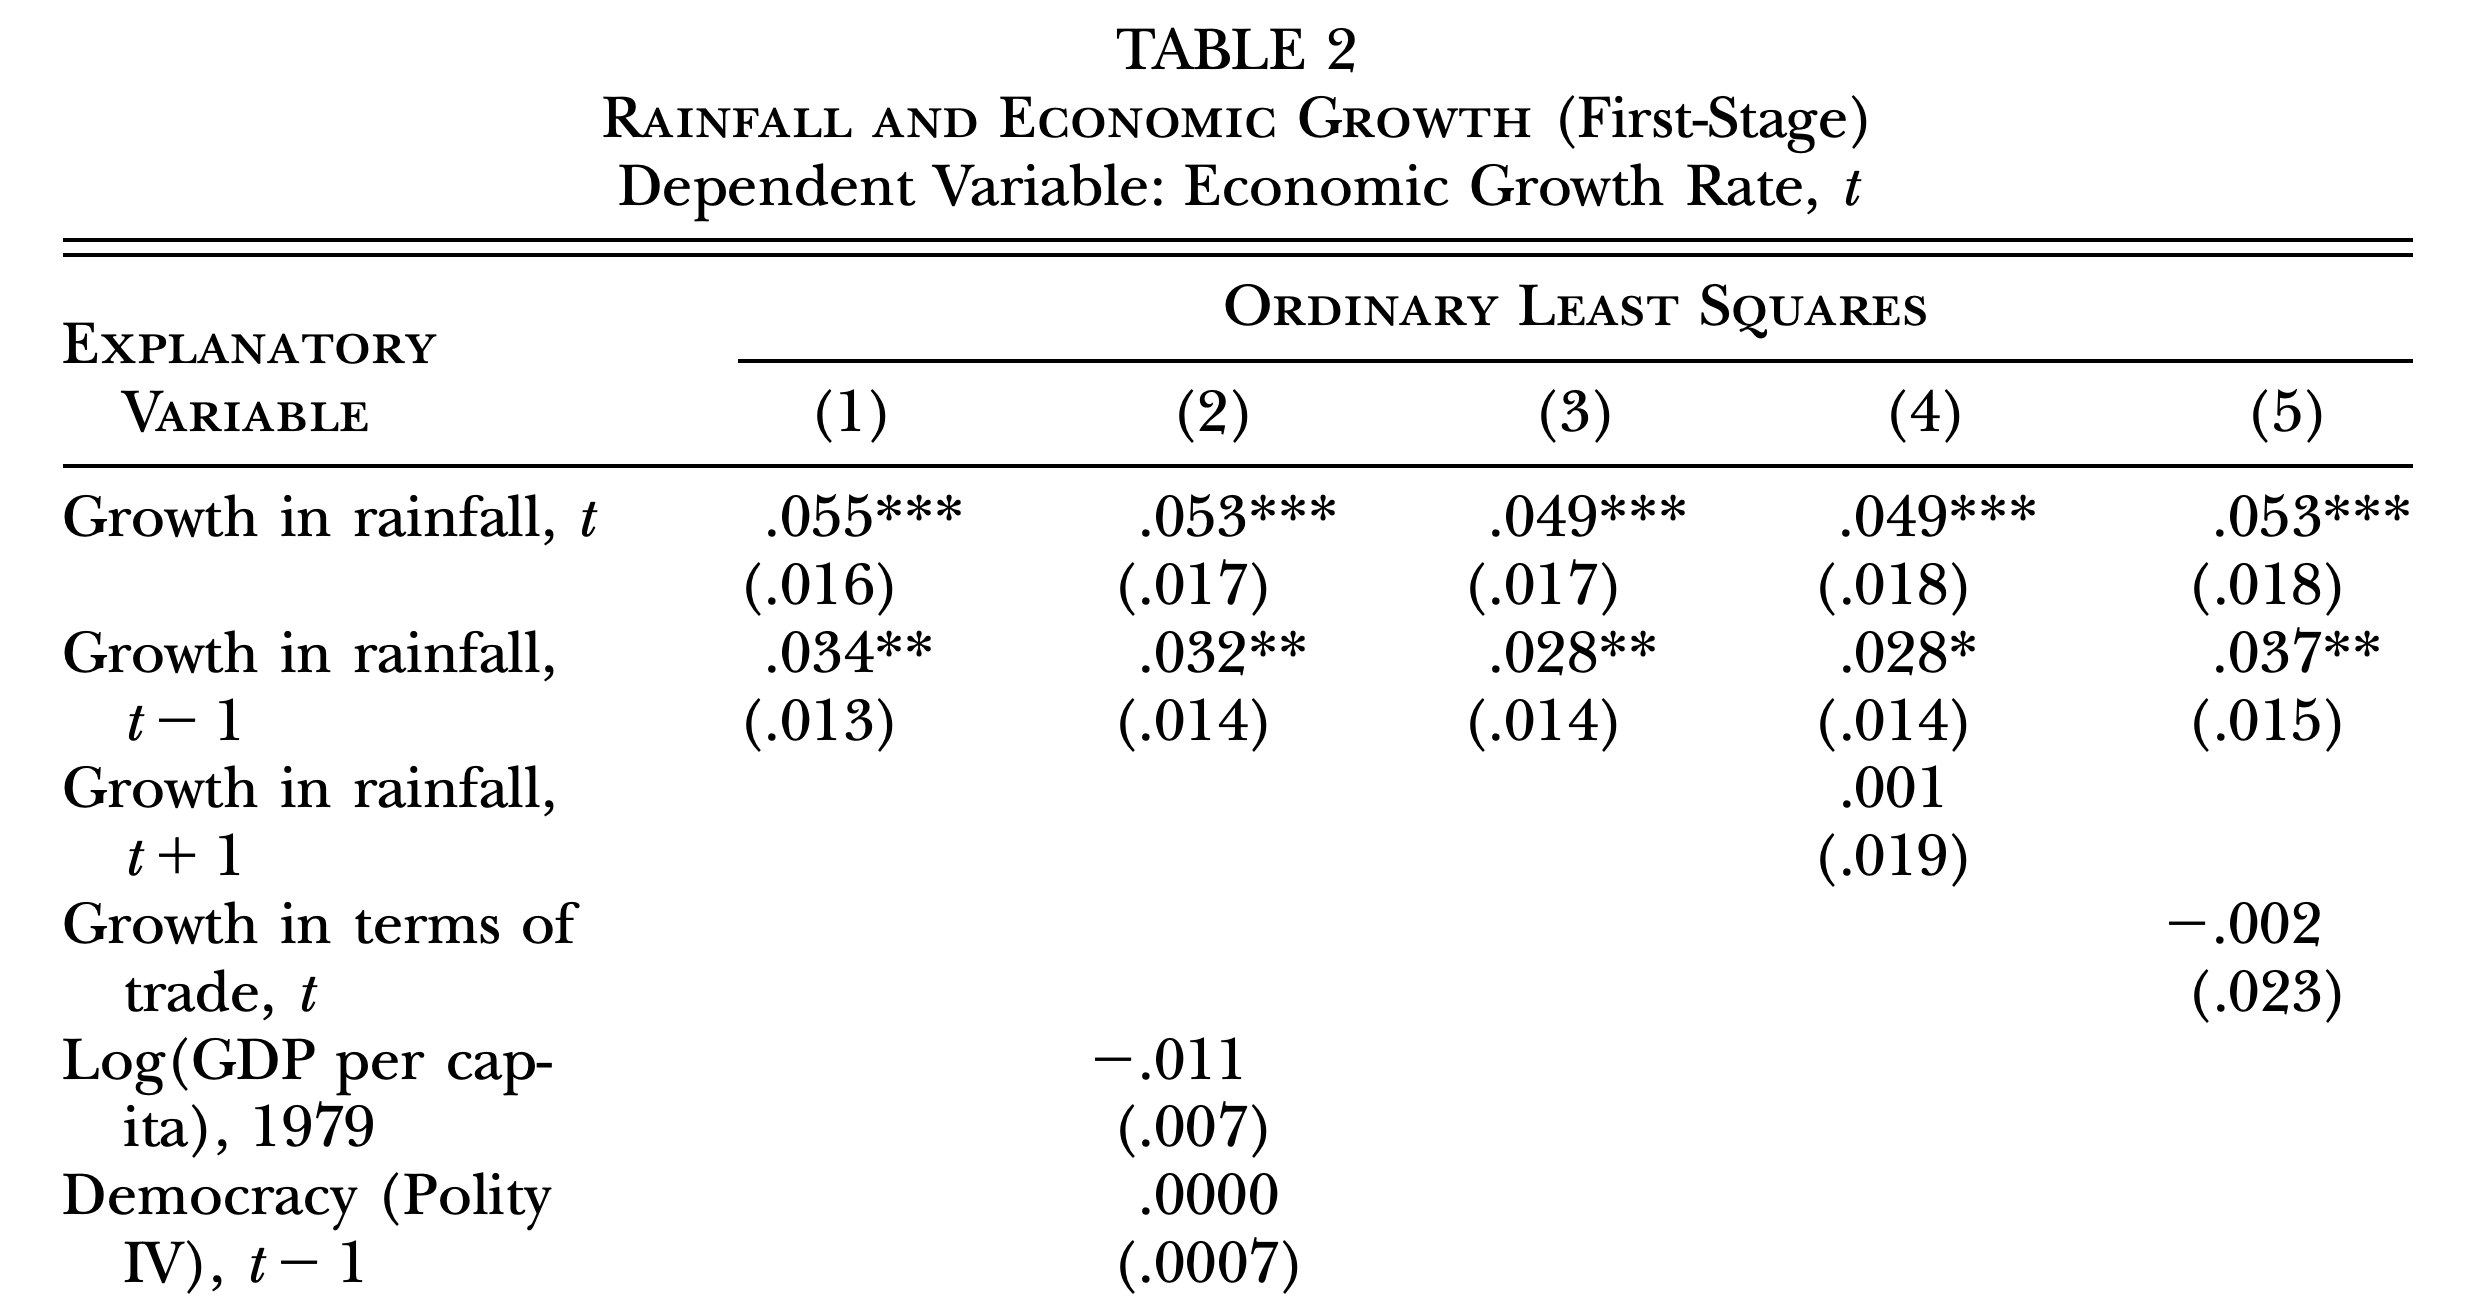 TABLE 2
Rainfall and Economic Growth (First-Stage)
Dependent Variable: Economic Growth Rate, t
Ordinary Least Squares
Explanatory
Variable
(1) (2) (3) (4) (5)
Growth in rainfall, t .055*** .053*** .049*** .049*** .053***
(.016) (.017) (.017) (.018) (.018)
Growth in rainfall, .034** .032** .028** .028* .037**
t − 1 (.013) (.014) (.014) (.014) (.015)
Growth in rainfall, .001
t + 1 (.019)
Growth in terms of −.002
trade, t (.023)
Log(GDP per cap- −.011
ita), 1979 (.007)
Democracy (Polity .0000
IV), t − 1 (.0007)